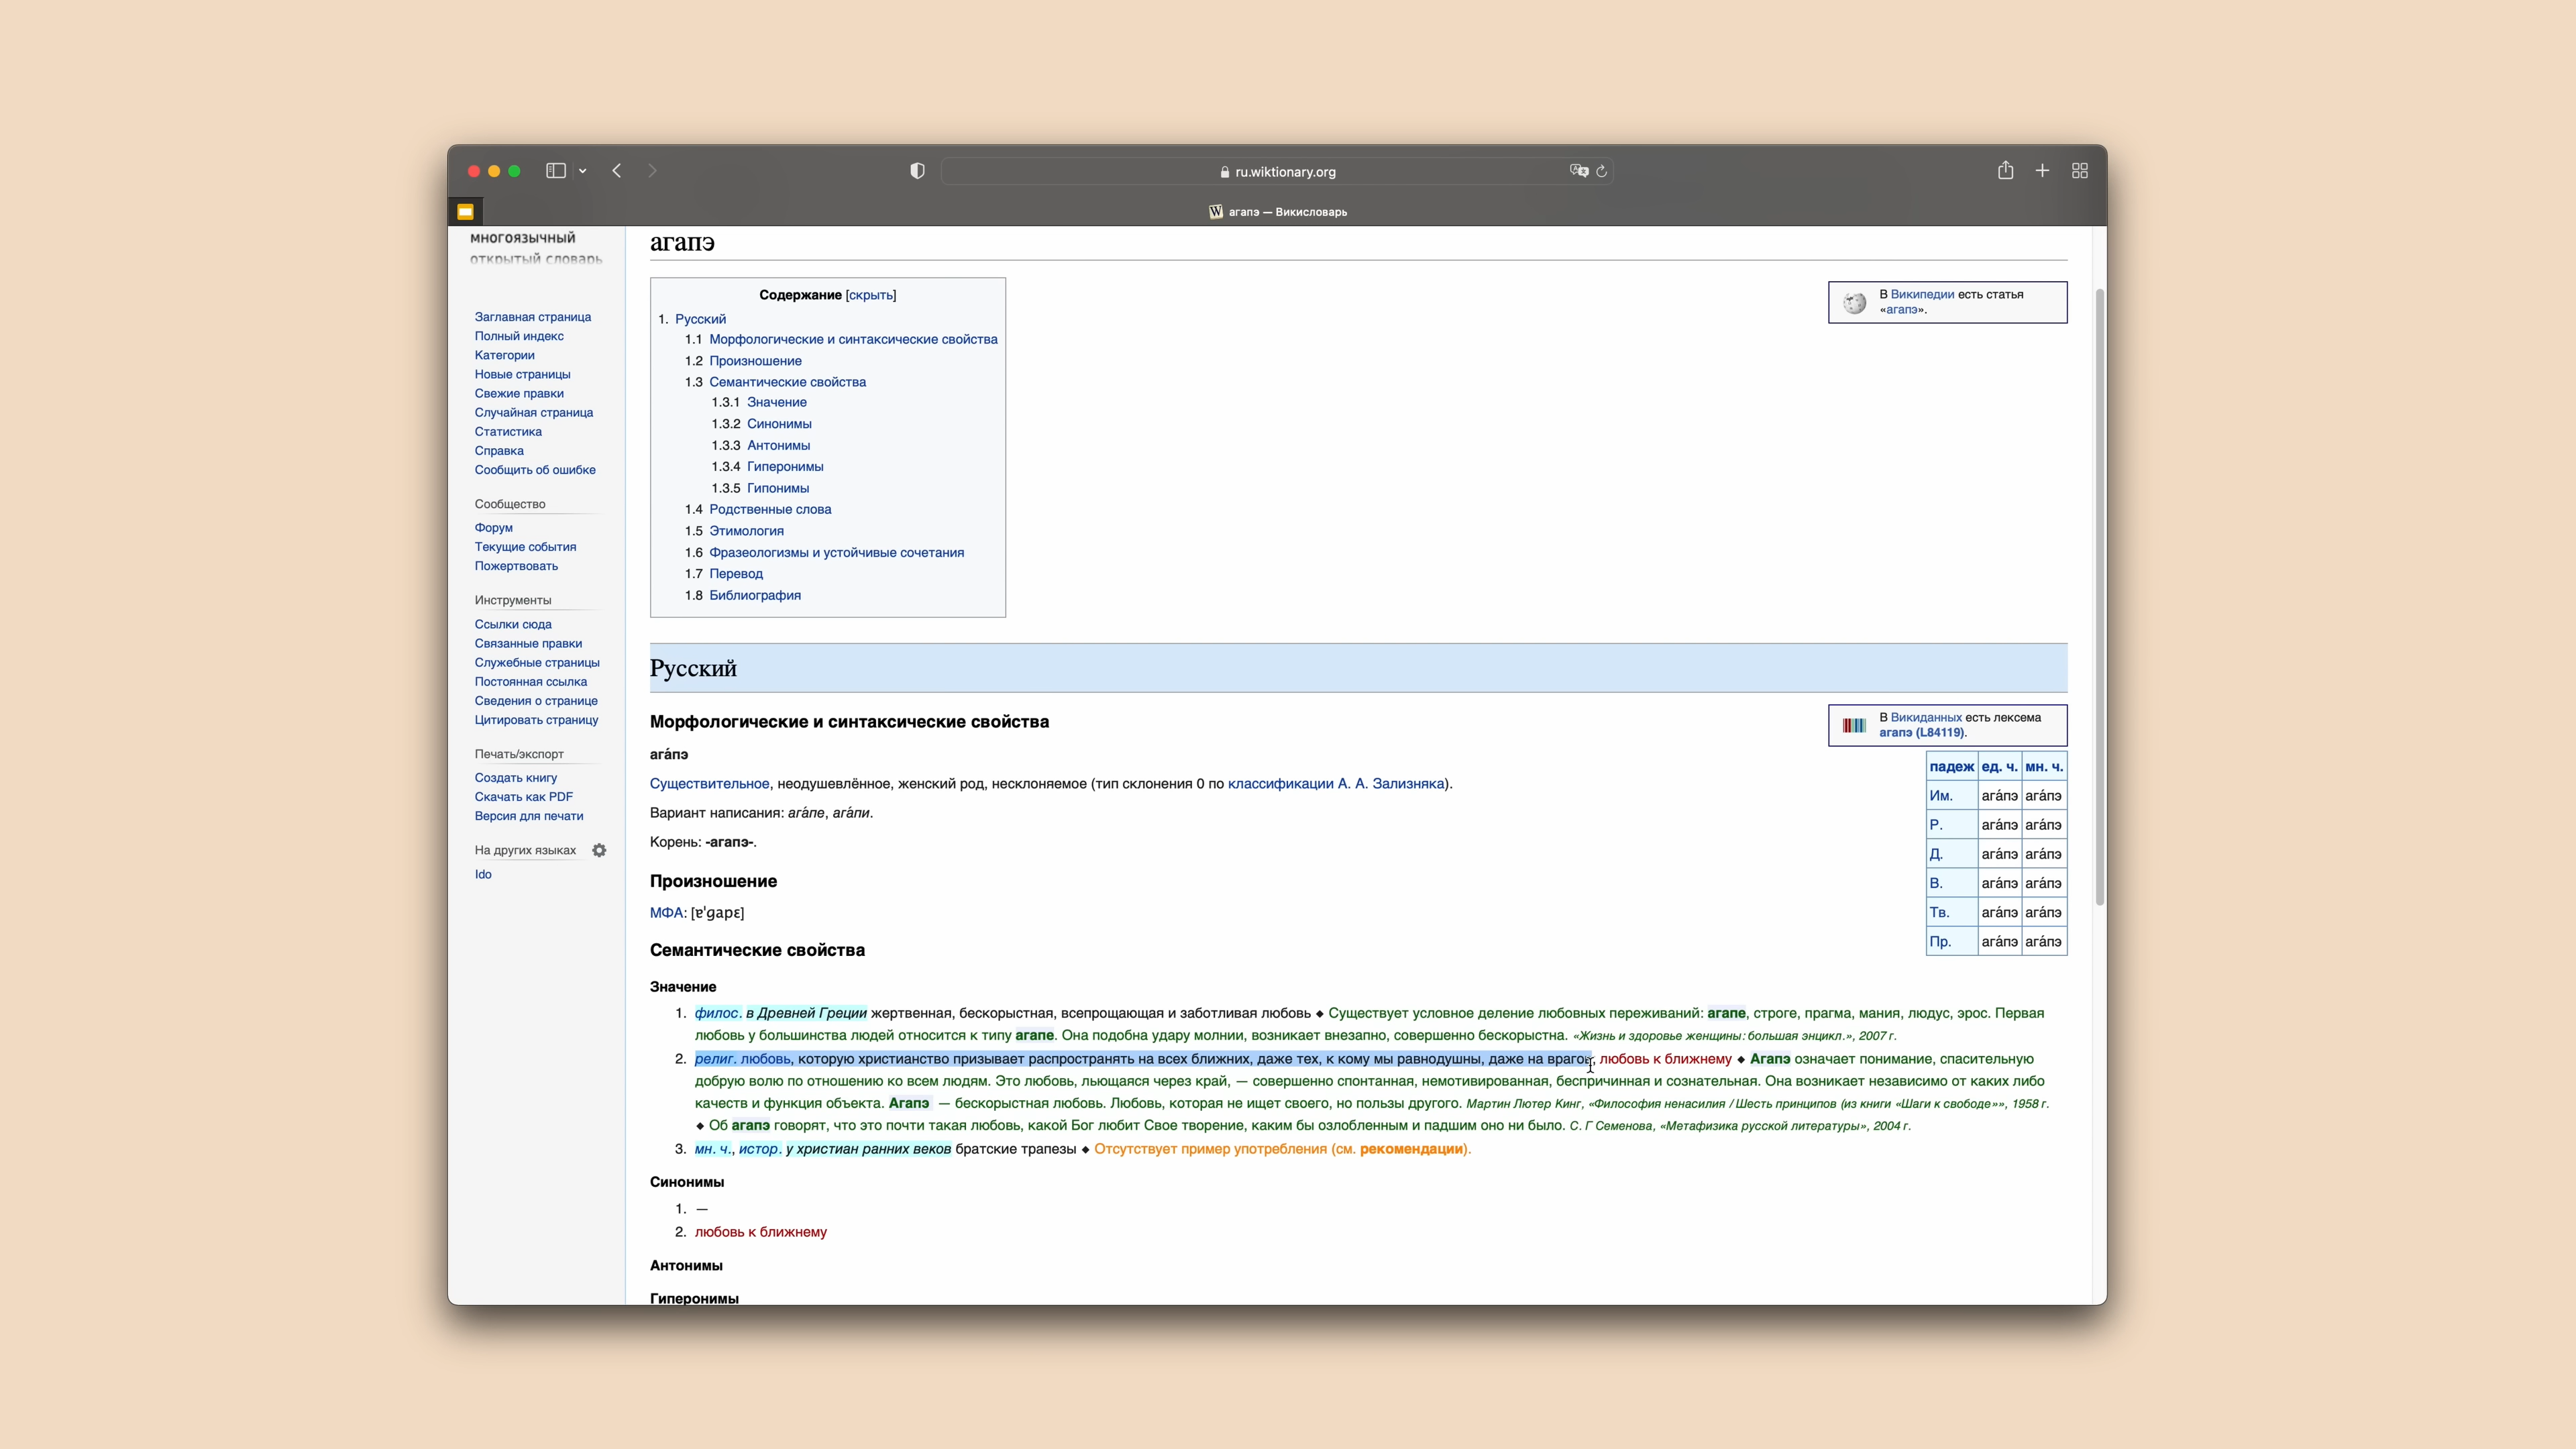 ru.wiktionary.org
агапэ — Викисловарь
многоязычный
открытый словарь
Заглавная страница
Полный индекс
Категории
Новые страницы
Свежие правки
Случайная страница
Статистика
Справка
Сообщить об ошибке
Сообщество
Форум
Текущие события
Пожертвовать
Инструменты
Ссылки сюда
Связанные правки
Служебные страницы
Постоянная ссылка
Сведения о странице
Цитировать страницу
Печать/экспорт
Создать книгу
Скачать как PDF
Версия для печати
На других языках
Ido
агапэ
Содержание [скрыть]
1. Русский
1.1 Морфологические и синтаксические свойства
1.2 Произношение
1.3 Семантические свойства
1.3.1 Значение
1.3.2 Синонимы
1.3.3 Антонимы
1.3.4 Гиперонимы
1.3.5 Гипонимы
1.4 Родственные слова
1.5 Этимология
1.6 Фразеологизмы и устойчивые сочетания
1.7 Перевод
1.8 Библиография
В Википедии есть статья
«агапэ».
Русский
Морфологические и синтаксические свойства
ага́пэ
Существительное, неодушевлённое, женский род, несклоняемое (тип склонения 0 по классификации А. А. Зализняка).
Вариант написания: ага́пе, ага́пи.
Корень: -агапэ-.
В Викиданных есть лексема
агапэ (L84119).
падеж ед. ч. мн. ч.
Им. ага́пэ ага́пэ
Р. ага́пэ ага́пэ
Д. ага́пэ ага́пэ
В. ага́пэ ага́пэ
Тв. ага́пэ ага́пэ
Пр. ага́пэ ага́пэ
Произношение
МФА: [ɐˈɡapɛ]
Семантические свойства
Значение
1. филос. в Древней Греции жертвенная, бескорыстная, всепрощающая и заботливая любовь ◆ Существует условное деление любовных переживаний: агапе, строге, прагма, мания, людус, эрос. Первая
любовь у большинства людей относится к типу агапе. Она подобна удару молнии, возникает внезапно, совершенно бескорыстна. «Жизнь и здоровье женщины: большая энцикл.», 2007 г.
2. религ. любовь, которую христианство призывает распространять на всех ближних, даже тех, к кому мы равнодушны, даже на врагов, любовь к ближнему ◆ Агапэ означает понимание, спасительную
добрую волю по отношению ко всем людям. Это любовь, льющаяся через край, — совершенно спонтанная, немотивированная, беспричинная и сознательная. Она возникает независимо от каких либо
качеств и функция объекта. Агапэ — бескорыстная любовь. Любовь, которая не ищет своего, но пользы другого. Мартин Лютер Кинг, «Философия ненасилия / Шесть принципов (из книги «Шаги к свободе»», 1958 г.
◆ Об агапэ говорят, что это почти такая любовь, какой Бог любит Свое творение, каким бы озлобленным и падшим оно ни было. С. Г Семенова, «Метафизика русской литературы», 2004 г.
3. мн. ч., истор. у христиан ранних веков братские трапезы ◆ Отсутствует пример употребления (см. рекомендации).
Синонимы
1. —
2. любовь к ближнему
Антонимы
Гиперонимы